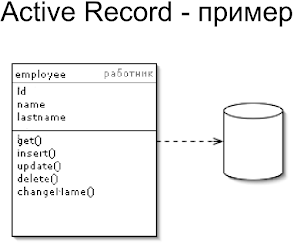 Active Record - пример
employee работник
Id
name
lastname
get()
insert()
update()
delete()
changeName()